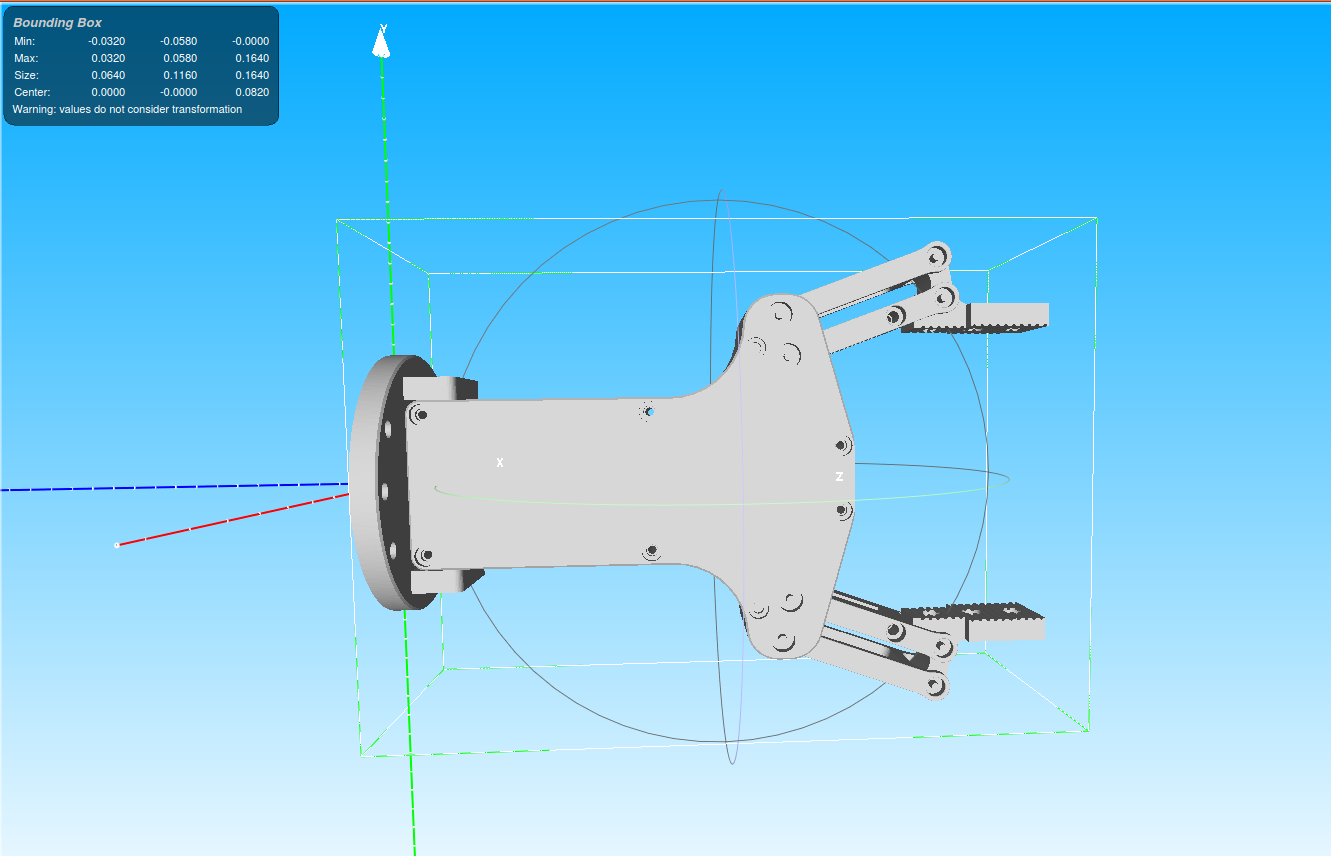 Bounding Box
Min: -0.0320 -0.0580 -0.0000
Max: 0.0320 0.0580 0.1640
Size: 0.0640 0.1160 0.1640
Center: 0.0000 -0.0000 0.0820
Warning: values do not consider transformation
Y
X
Z